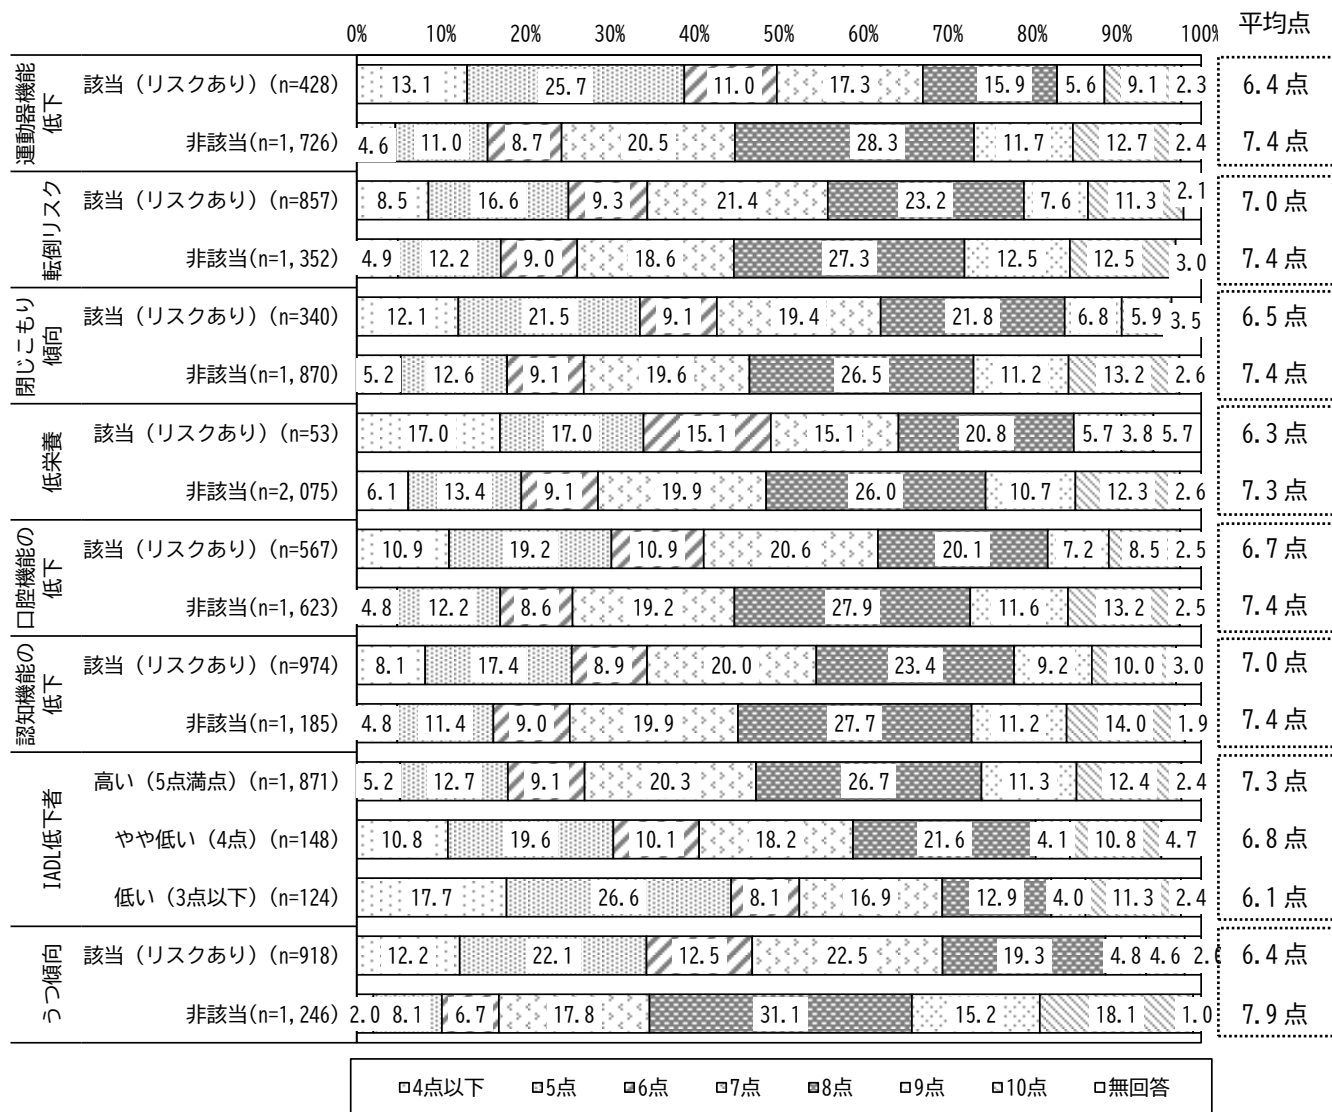 0% 10% 20% 30% 40% 50% 60% 70% 80% 90% 100% 平均点
運動器機能
低下
該当（リスクあり）(n=428) 13.1 25.7 11.0 17.3 15.9 5.6 9.1 2.3 6.4点
非該当(n=1,726) 4.6 11.0 8.7 20.5 28.3 11.7 12.7 2.4 7.4点
転倒リスク
該当（リスクあり）(n=857) 8.5 16.6 9.3 21.4 23.2 7.6 11.3 2.1 7.0点
非該当(n=1,352) 4.9 12.2 9.0 18.6 27.3 12.5 12.5 3.0 7.4点
閉じこもり
傾向
該当（リスクあり）(n=340) 12.1 21.5 9.1 19.4 21.8 6.8 5.9 3.5 6.5点
非該当(n=1,870) 5.2 12.6 9.1 19.6 26.5 11.2 13.2 2.6 7.4点
低栄養
該当（リスクあり）(n=53) 17.0 17.0 15.1 15.1 20.8 5.7 3.8 5.7 6.3点
非該当(n=2,075) 6.1 13.4 9.1 19.9 26.0 10.7 12.3 2.6 7.3点
口腔機能の
低下
該当（リスクあり）(n=567) 10.9 19.2 10.9 20.6 20.1 7.2 8.5 2.5 6.7点
非該当(n=1,623) 4.8 12.2 8.6 19.2 27.9 11.6 13.2 2.5 7.4点
認知機能の
低下
該当（リスクあり）(n=974) 8.1 17.4 8.9 20.0 23.4 9.2 10.0 3.0 7.0点
非該当(n=1,185) 4.8 11.4 9.0 19.9 27.7 11.2 14.0 1.9 7.4点
IADL低下者
高い（5点満点）(n=1,871) 5.2 12.7 9.1 20.3 26.7 11.3 12.4 2.4 7.3点
やや低い（4点）(n=148) 10.8 19.6 10.1 18.2 21.6 4.1 10.8 4.7 6.8点
低い（3点以下）(n=124) 17.7 26.6 8.1 16.9 12.9 4.0 11.3 2.4 6.1点
うつ傾向
該当（リスクあり）(n=918) 12.2 22.1 12.5 22.5 19.3 4.8 4.6 6.4点
非該当(n=1,246) 2.0 8.1 6.7 17.8 31.1 15.2 18.1 1.0 7.9点
4点以下 5点 6点 7点 8点 9点 10点 無回答